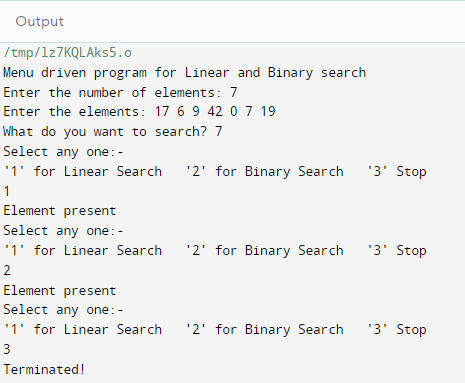 Output
/tmp/lz7KQLAks5.o
Menu driven program for Linear and Binary search
Enter the number of elements: 7
Enter the elements: 17 6 9 42 0 7 19
What do you want to search? 7
Select any one:-
'1' for Linear Search   '2' for Binary Search   '3' Stop
1
Element present
Select any one:-
'1' for Linear Search   '2' for Binary Search   '3' Stop
2
Element present
Select any one:-
'1' for Linear Search   '2' for Binary Search   '3' Stop
3
Terminated!